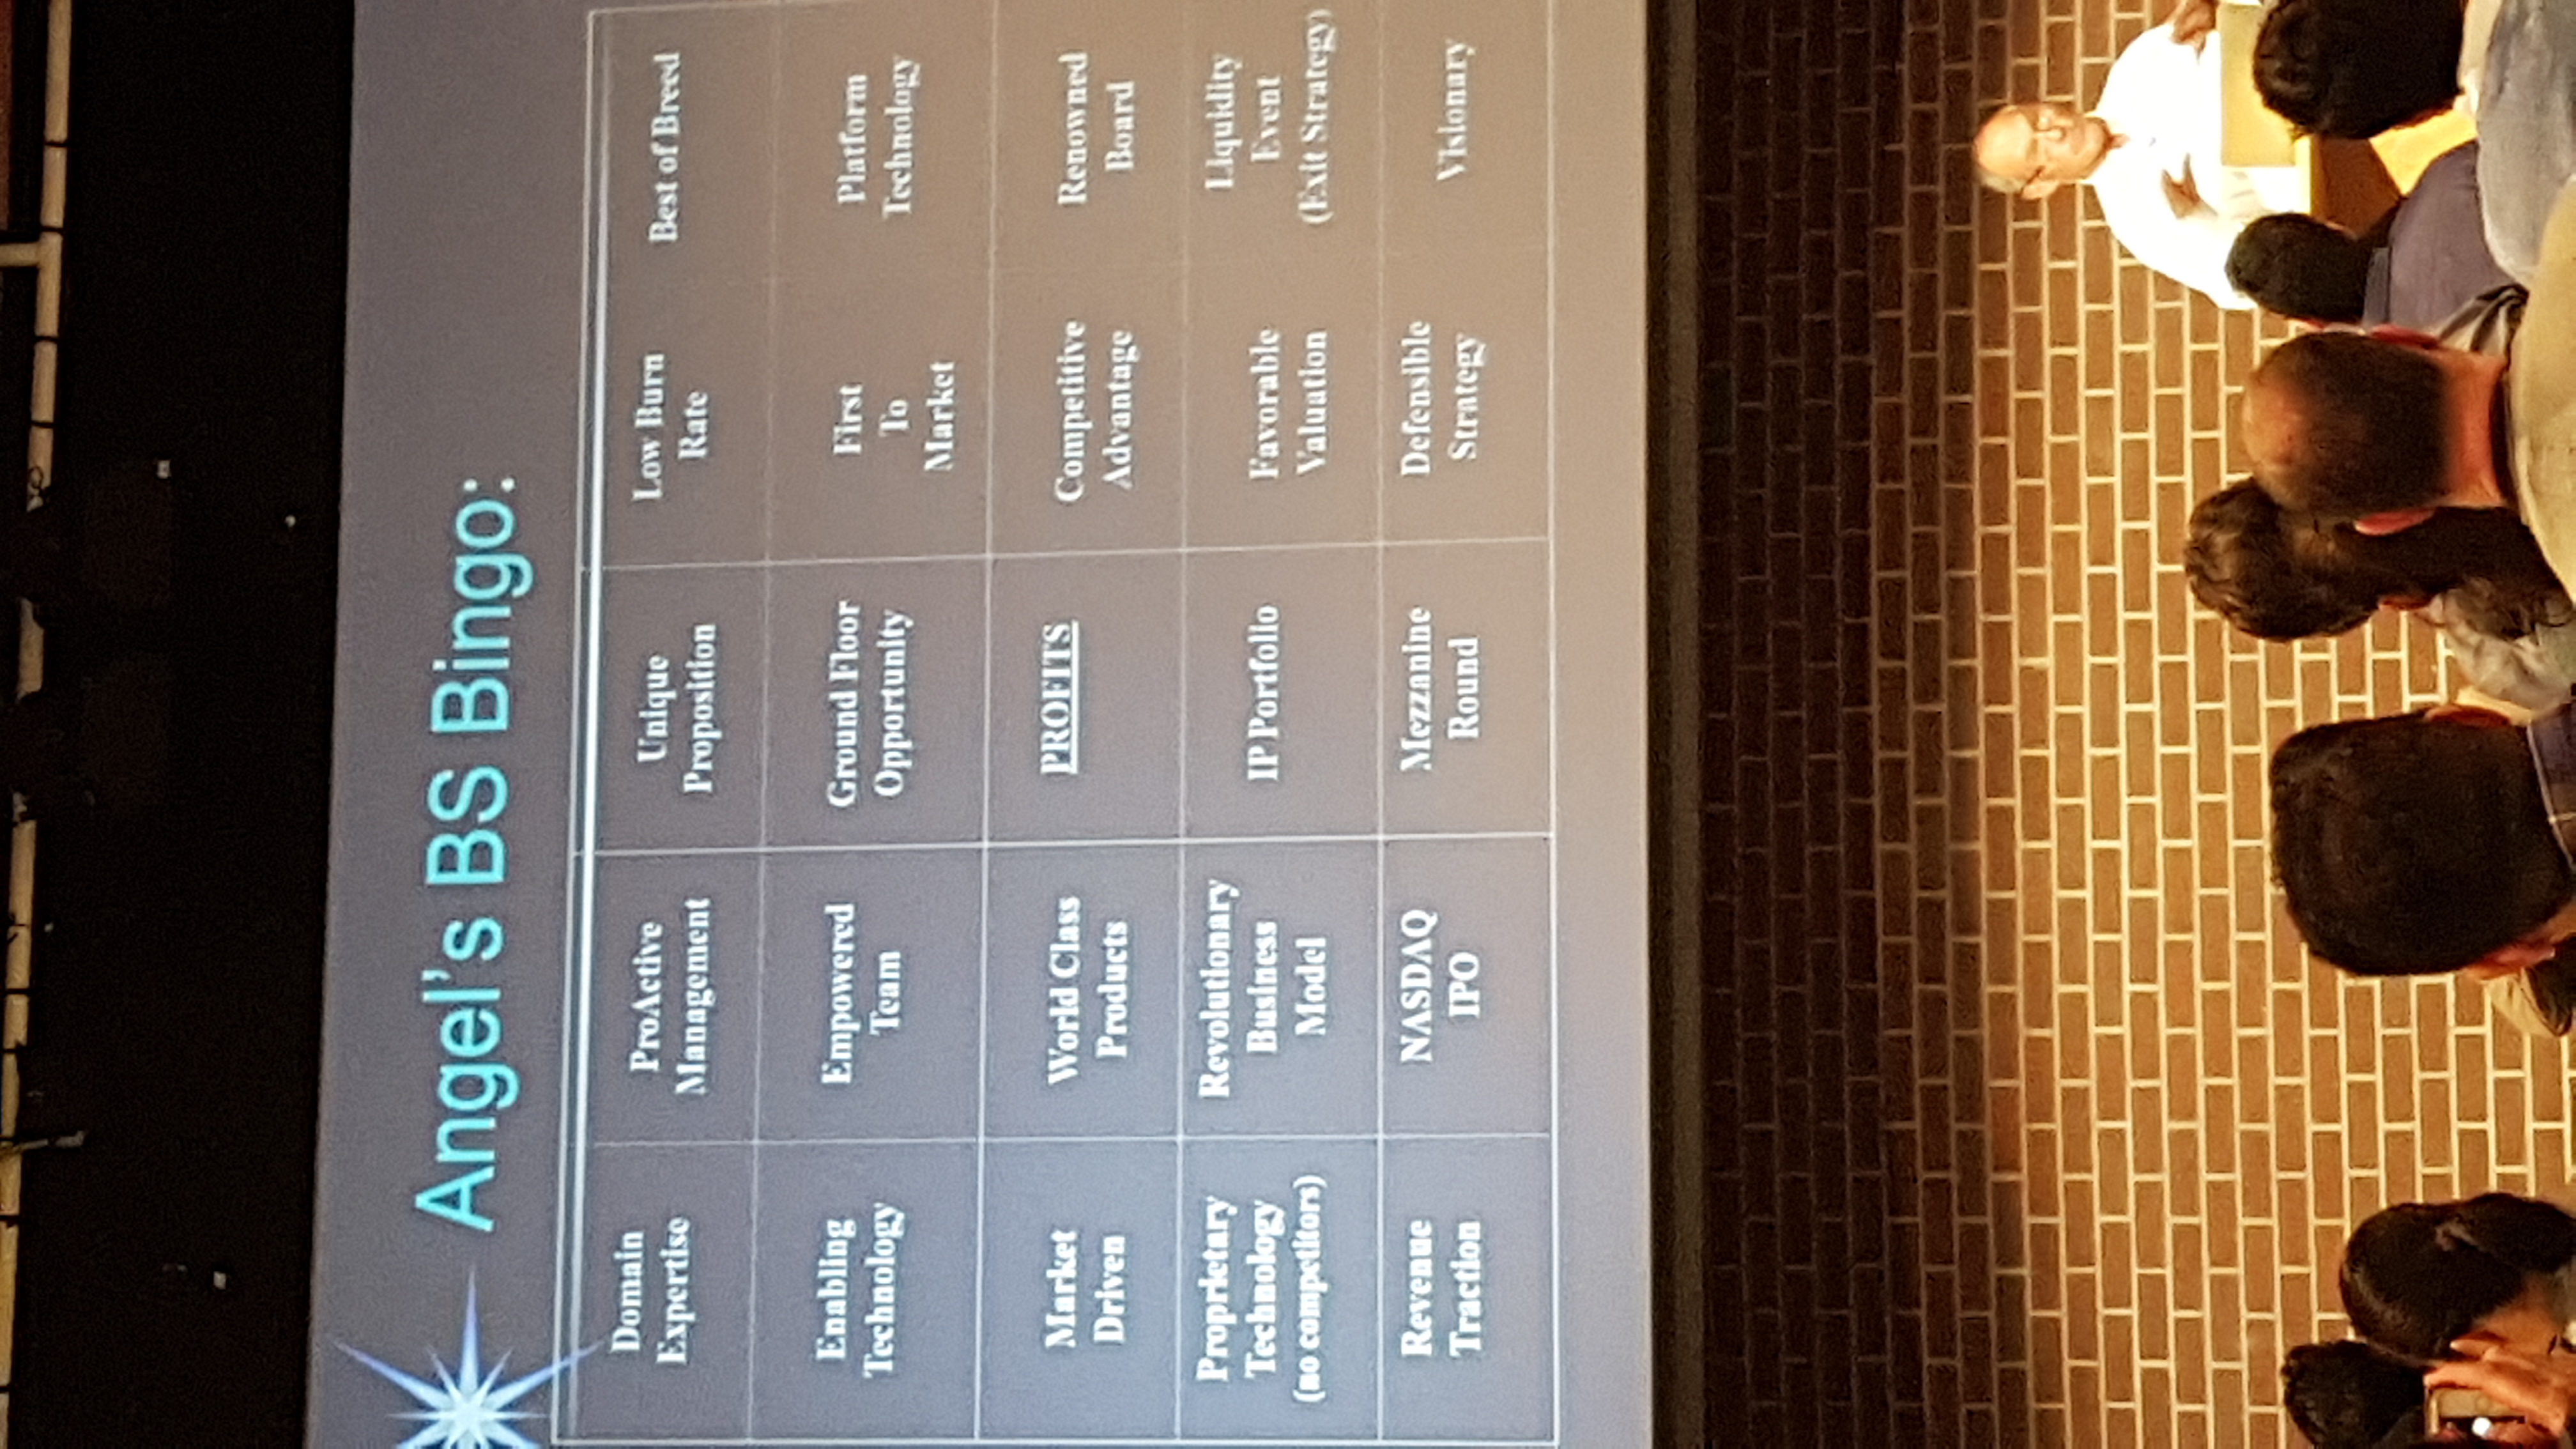 Angel's BS Bingo:
Domain
Expertise
ProActive
Management
Unique
Proposition
Low Burn
Rate
Best of Breed
Enabling
Technology
Empowered
Team
Ground Floor
Opportunity
First
To
Market
Platform
Technology
Market
Driven
World Class
Products
PROFITS
Competitive
Advantage
Renowned
Board
Proprietary
Technology
(no competitors)
Revolutionary
Business
Model
IP Portfolio
Favorable
Valuation
Liquidity
Event
(Exit Strategy)
Revenue
Traction
NASDAQ
IPO
Mezzanine
Round
Defensible
Strategy
Visionary